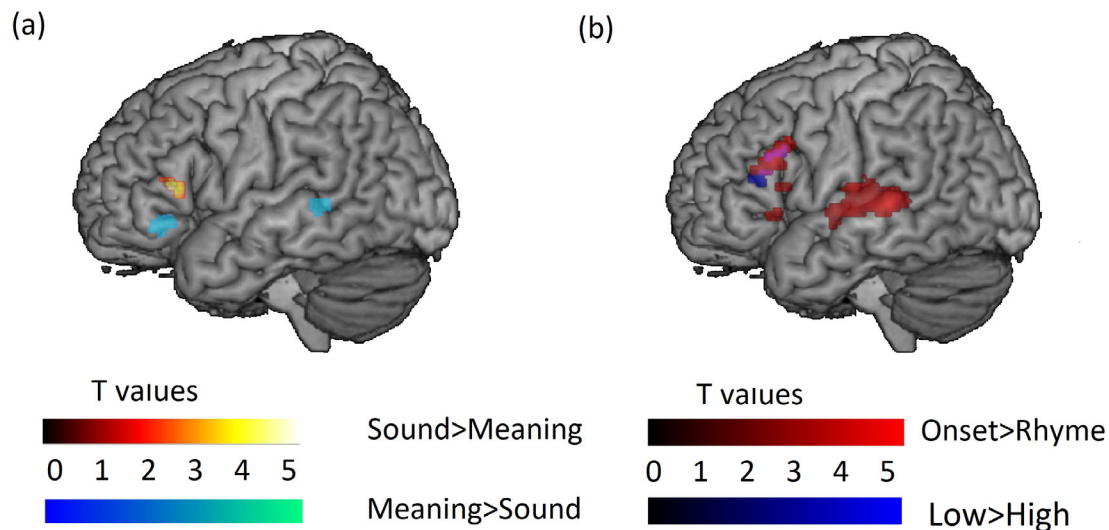 (a)
(b)
T values
Sound>Meaning
0 1 2 3 4 5
Meaning>Sound
T values
Onset>Rhyme
0 1 2 3 4 5
Low>High